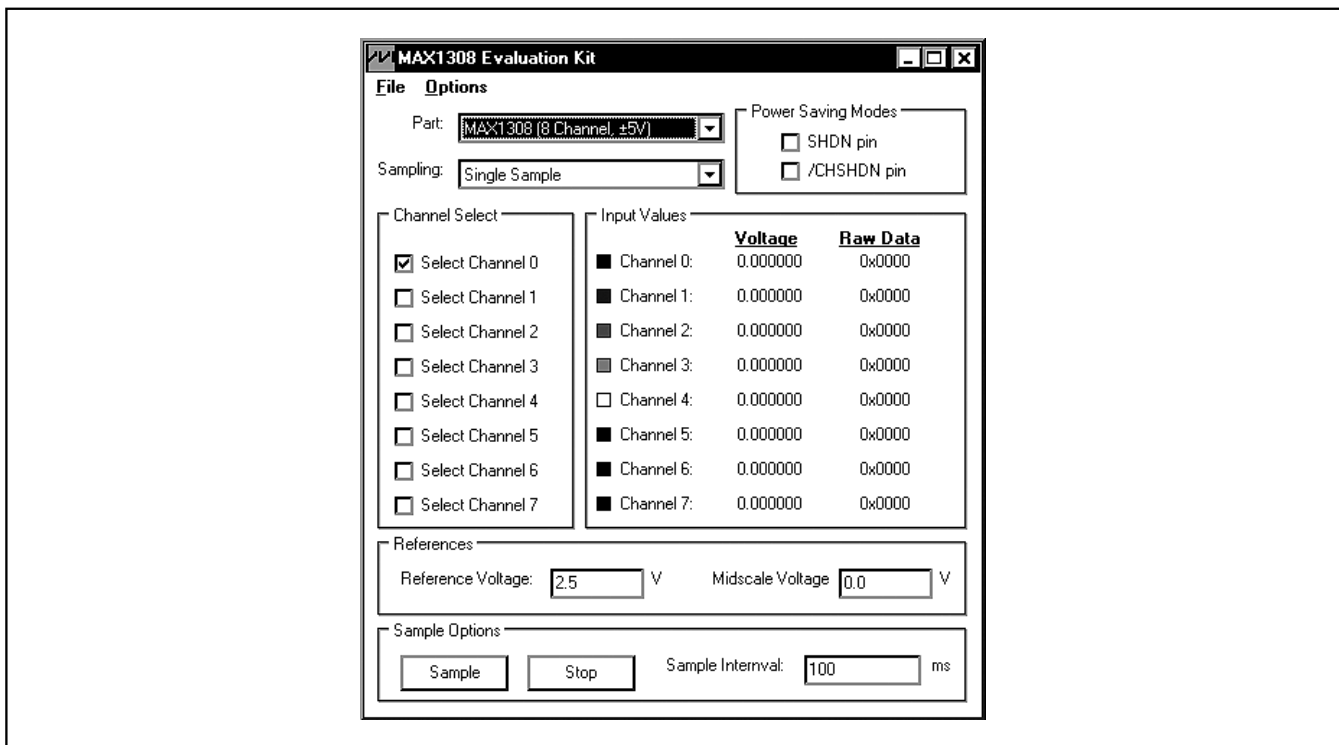 MAX1308 Evaluation Kit
File Options
Part: MAX1308 (8 Channel, ±5V)
Sampling: Single Sample
Power Saving Modes
SHDN pin
/CHSHDN pin
Channel Select
Select Channel 0
Select Channel 1
Select Channel 2
Select Channel 3
Select Channel 4
Select Channel 5
Select Channel 6
Select Channel 7
Input Values
Voltage Raw Data
Channel 0: 0.000000 0x0000
Channel 1: 0.000000 0x0000
Channel 2: 0.000000 0x0000
Channel 3: 0.000000 0x0000
Channel 4: 0.000000 0x0000
Channel 5: 0.000000 0x0000
Channel 6: 0.000000 0x0000
Channel 7: 0.000000 0x0000
References
Reference Voltage: 2.5 V Midscale Voltage 0.0 V
Sample Options
Sample Stop Sample Internval: 100 ms